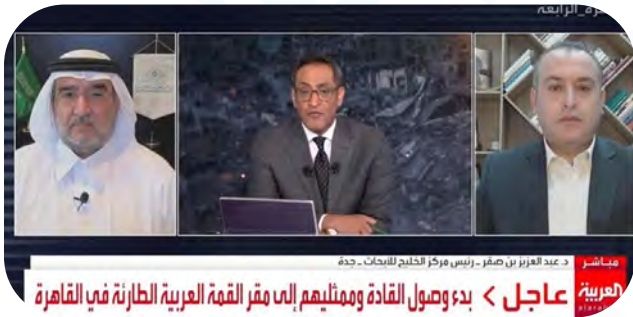 الرابعة
د. عبد العزيز بن صقر - رئيس مركز الخليج للأبحاث - جدة
مباشر
عاجل > بدء وصول القادة وممثليهم إلى مقر القمة العربية الطارئة في القاهرة
العربية